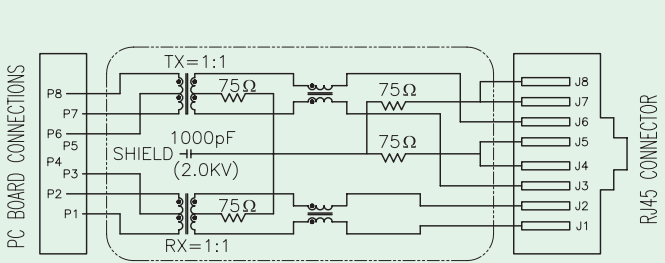 PC BOARD CONNECTIONS
P8
P7
P6
P5
P4
P3
P2
P1
TX=1:1
75Ω
SHIELD
1000pF
(2.0KV)
75Ω
RX=1:1
75Ω
75Ω
J8
J7
J6
J5
J4
J3
J2
J1
RJ45 CONNECTOR